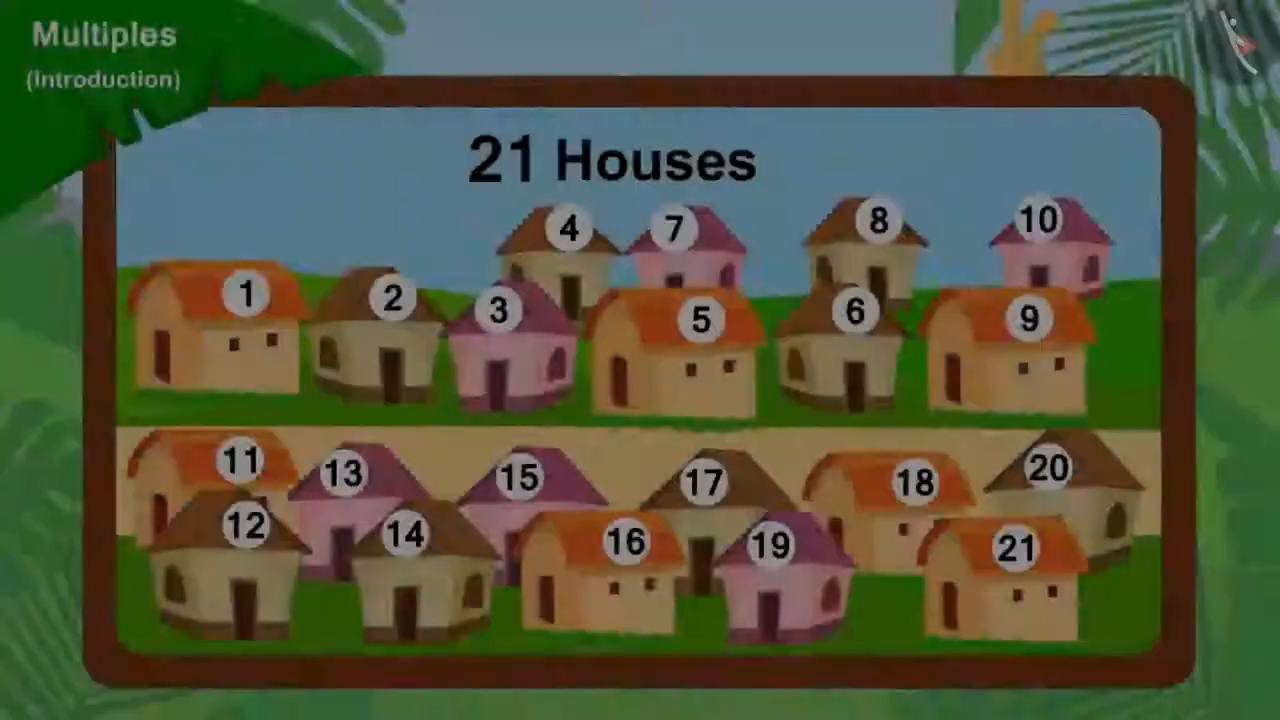 Multiples
(Introduction)
21 Houses
4 7 8 10
1 2 3 5 6 9
11 13 15 17 18 20
12 14 16 19 21